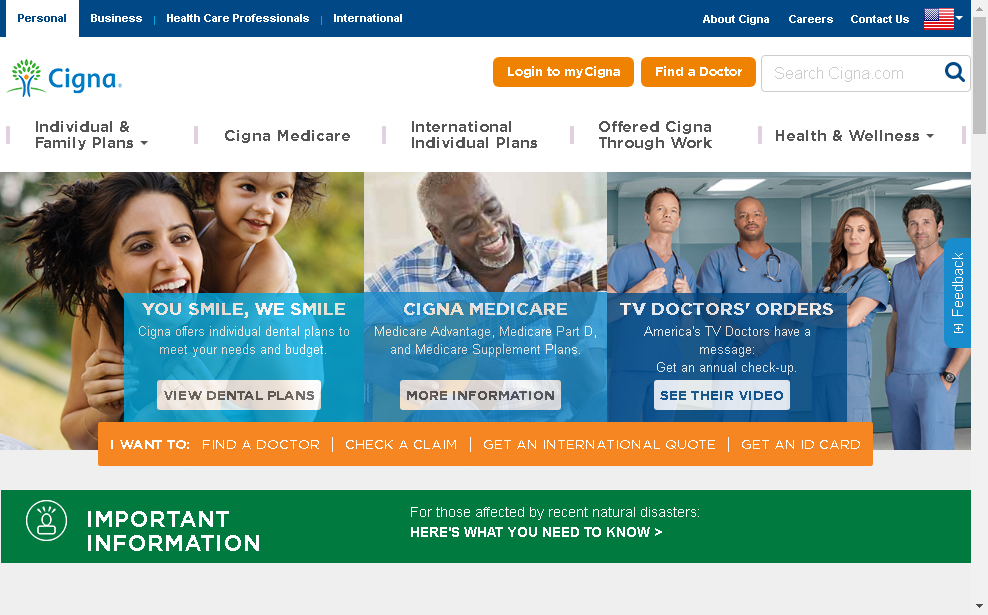 Personal
Business
Health Care Professionals
International
About Cigna
Careers
Contact Us
Cigna.
Login to myCigna
Find a Doctor
Search Cigna.com
Individual &
Family Plans
Cigna Medicare
International
Individual Plans
Offered Cigna
Through Work
Health & Wellness
YOU SMILE, WE SMILE
Cigna offers individual dental plans to
meet your needs and budget.
VIEW DENTAL PLANS
CIGNA MEDICARE
Medicare Advantage, Medicare Part D,
and Medicare Supplement Plans.
MORE INFORMATION
TV DOCTORS' ORDERS
America's TV Doctors have a
message:
Get an annual check-up.
SEE THEIR VIDEO
Feedback
I WANT TO: FIND A DOCTOR | CHECK A CLAIM | GET AN INTERNATIONAL QUOTE | GET AN ID CARD
IMPORTANT
INFORMATION
For those affected by recent natural disasters:
HERE'S WHAT YOU NEED TO KNOW >